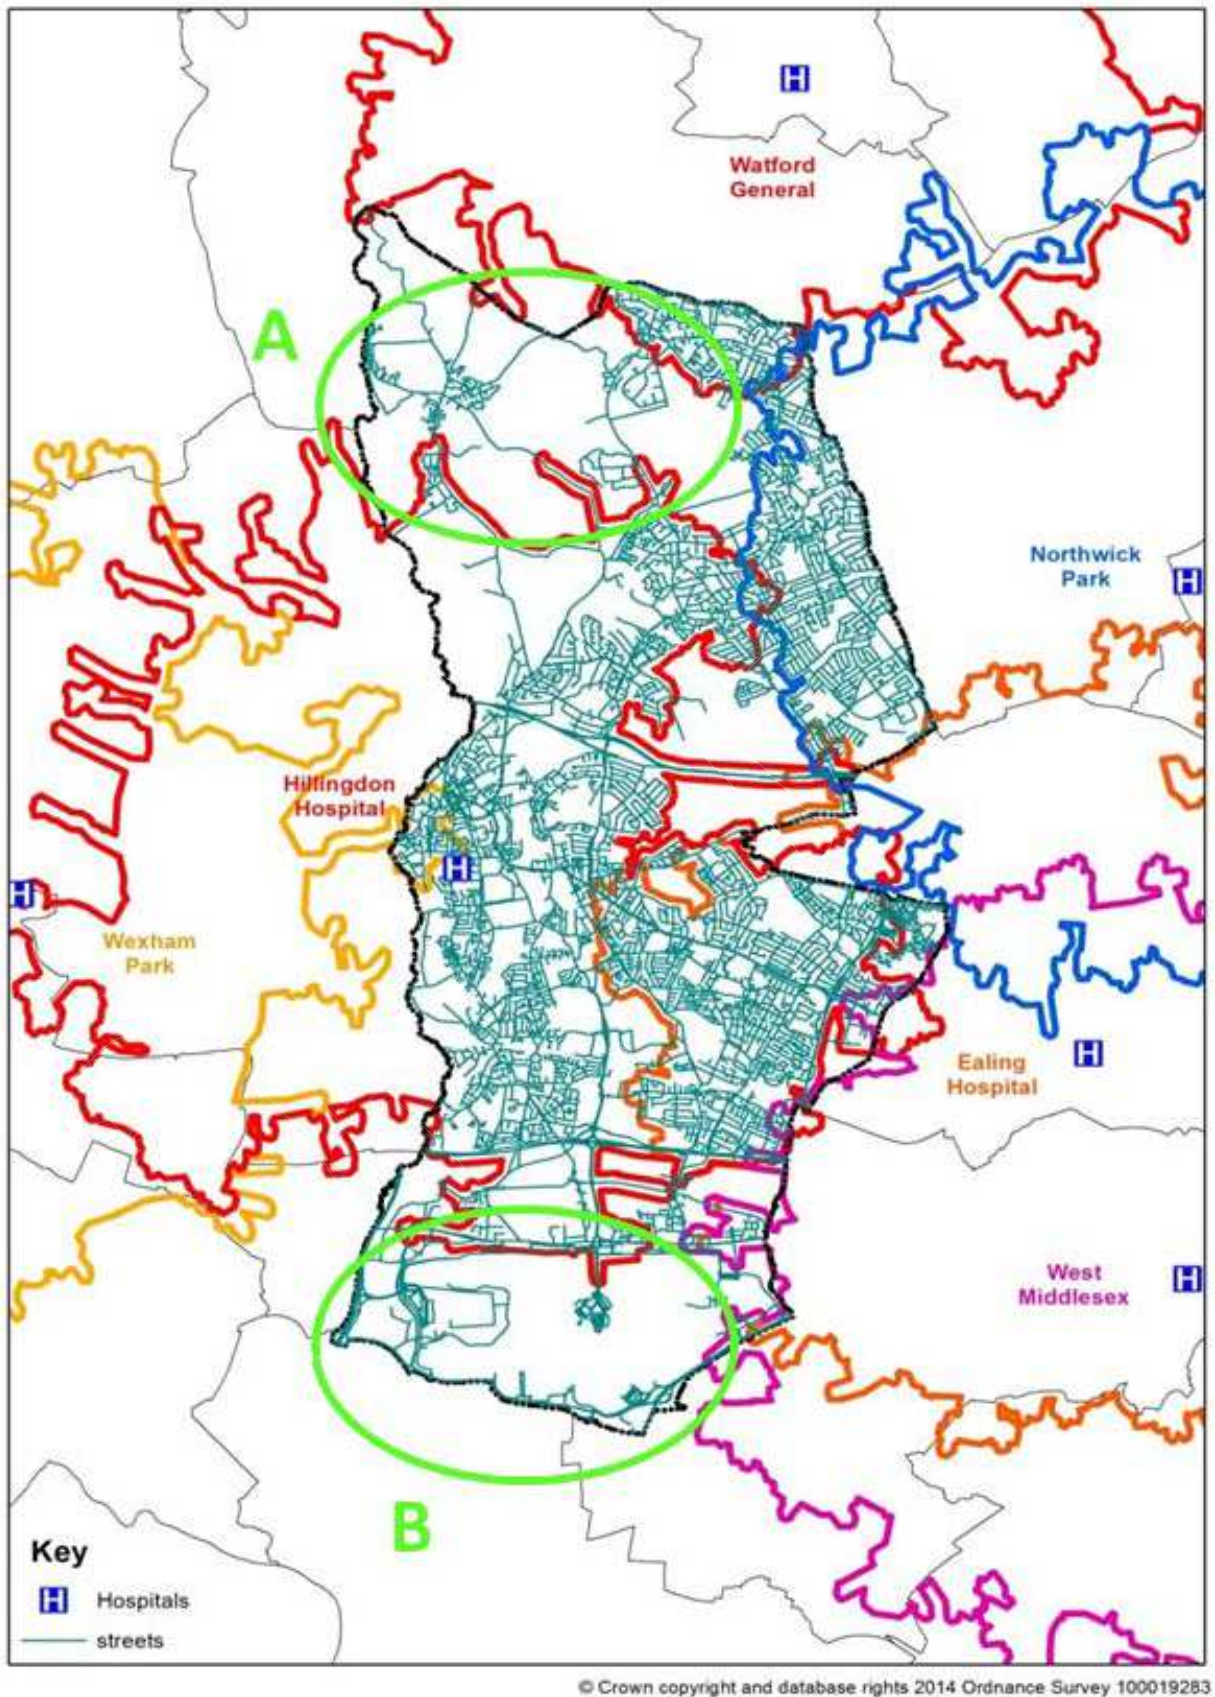 H
Watford
General
A
Northwick
Park
H
Hillingdon
Hospital
H
H
Wexham
Park
Ealing
Hospital
H
West
Middlesex
H
B
Key
H Hospitals
streets
© Crown copyright and database rights 2014 Ordnance Survey 100019283